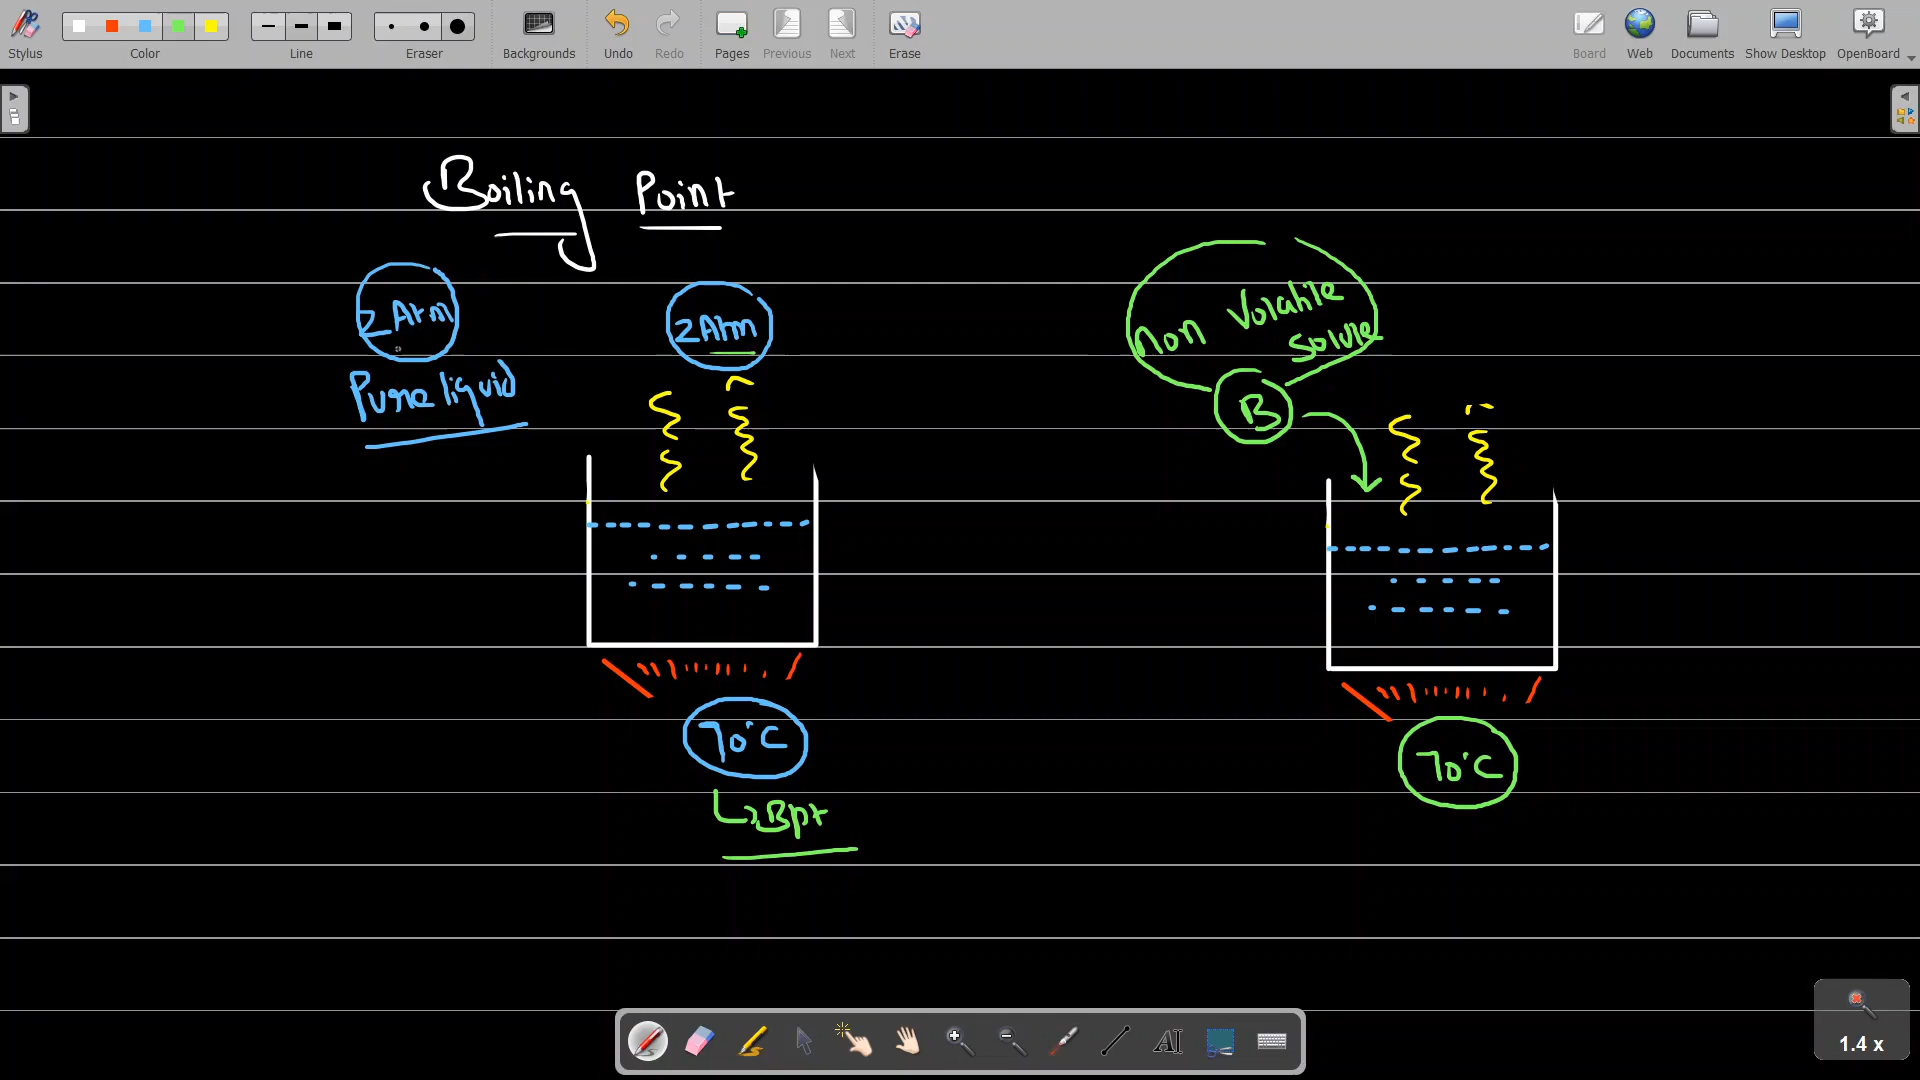 Stylus
Color
Line
Eraser
Backgrounds
Undo
Redo
Pages
Previous
Next
Erase
Board
Web
Documents
Show Desktop
OpenBoard
Boiling Point
2 Atm
2 Atm
Pure liquid
Non Volatile
Solute
B
70°C
Bpt
70°C
1.4 x